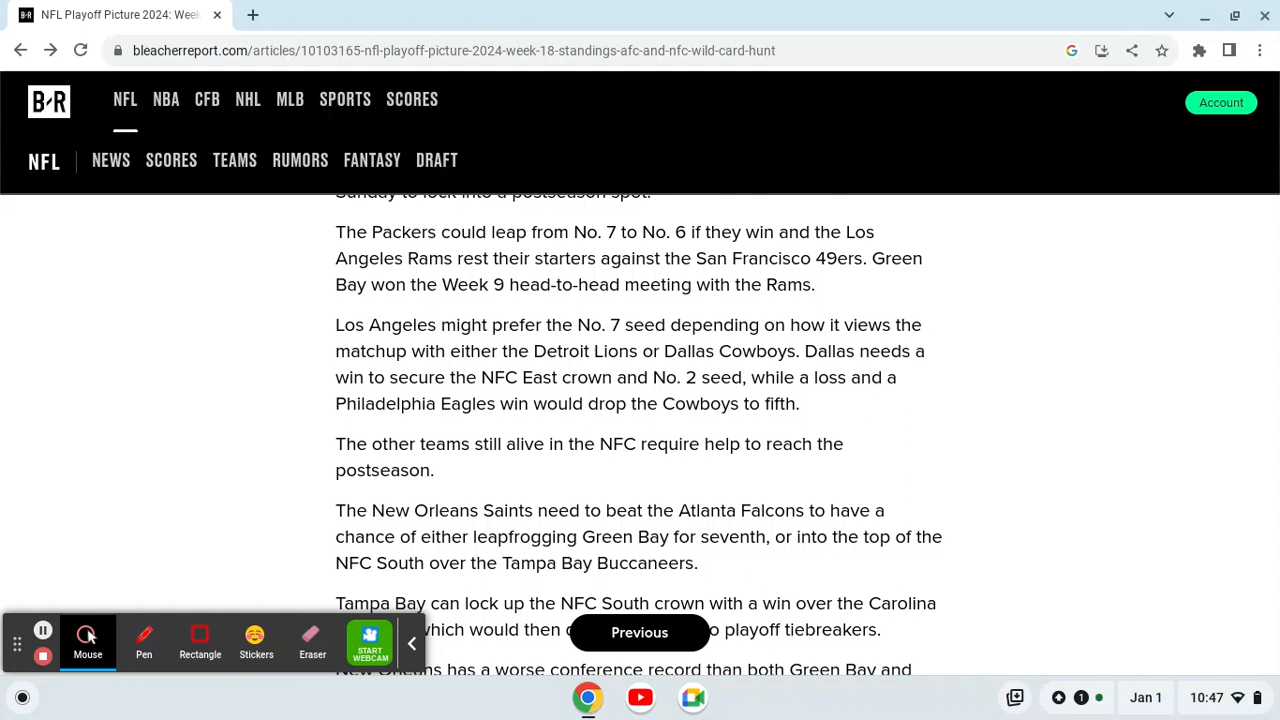 NFL Playoff Picture 2024: Week
bleacherreport.com/articles/10103165-nfl-playoff-picture-2024-week-18-standings-afc-and-nfc-wild-card-hunt
B/R NFL NBA CFB NHL MLB SPORTS SCORES Account
NFL NEWS SCORES TEAMS RUMORS FANTASY DRAFT
Sunday to lock into a postseason spot.
The Packers could leap from No. 7 to No. 6 if they win and the Los
Angeles Rams rest their starters against the San Francisco 49ers. Green
Bay won the Week 9 head-to-head meeting with the Rams.
Los Angeles might prefer the No. 7 seed depending on how it views the
matchup with either the Detroit Lions or Dallas Cowboys. Dallas needs a
win to secure the NFC East crown and No. 2 seed, while a loss and a
Philadelphia Eagles win would drop the Cowboys to fifth.
The other teams still alive in the NFC require help to reach the
postseason.
The New Orleans Saints need to beat the Atlanta Falcons to have a
chance of either leapfrogging Green Bay for seventh, or into the top of the
NFC South over the Tampa Bay Buccaneers.
Tampa Bay can lock up the NFC South crown with a win over the Carolina
which would then playoff tiebreakers.
Previous
New Orleans has a worse conference record than both Green Bay and
Mouse Pen Rectangle Stickers Eraser START
WEBCAM
1 Jan 1 10:47